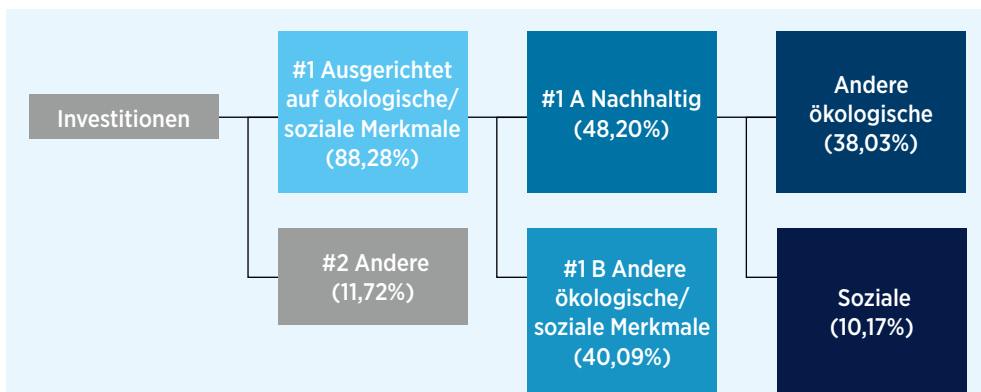 Investitionen
#1 Ausgerichtet
auf ökologische/
soziale Merkmale
(88,28%)
#2 Andere
(11,72%)
#1 A Nachhaltig
(48,20%)
#1 B Andere
ökologische/
soziale Merkmale
(40,09%)
Andere
ökologische
(38,03%)
Soziale
(10,17%)